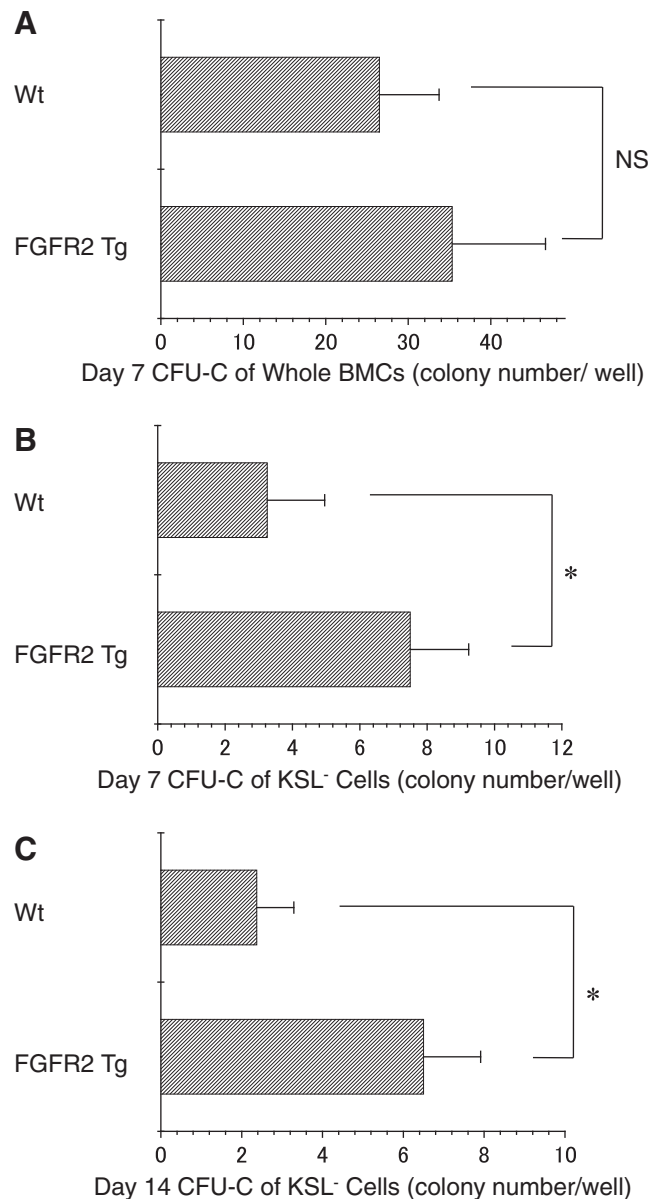 A
Wt
NS
FGFR2 Tg
0 10 20 30 40
Day 7 CFU-C of Whole BMCs (colony number/ well)
B
Wt
*
FGFR2 Tg
0 2 4 6 8 10 12
Day 7 CFU-C of KSL- Cells (colony number/well)
C
Wt
*
FGFR2 Tg
0 2 4 6 8 10
Day 14 CFU-C of KSL- Cells (colony number/well)